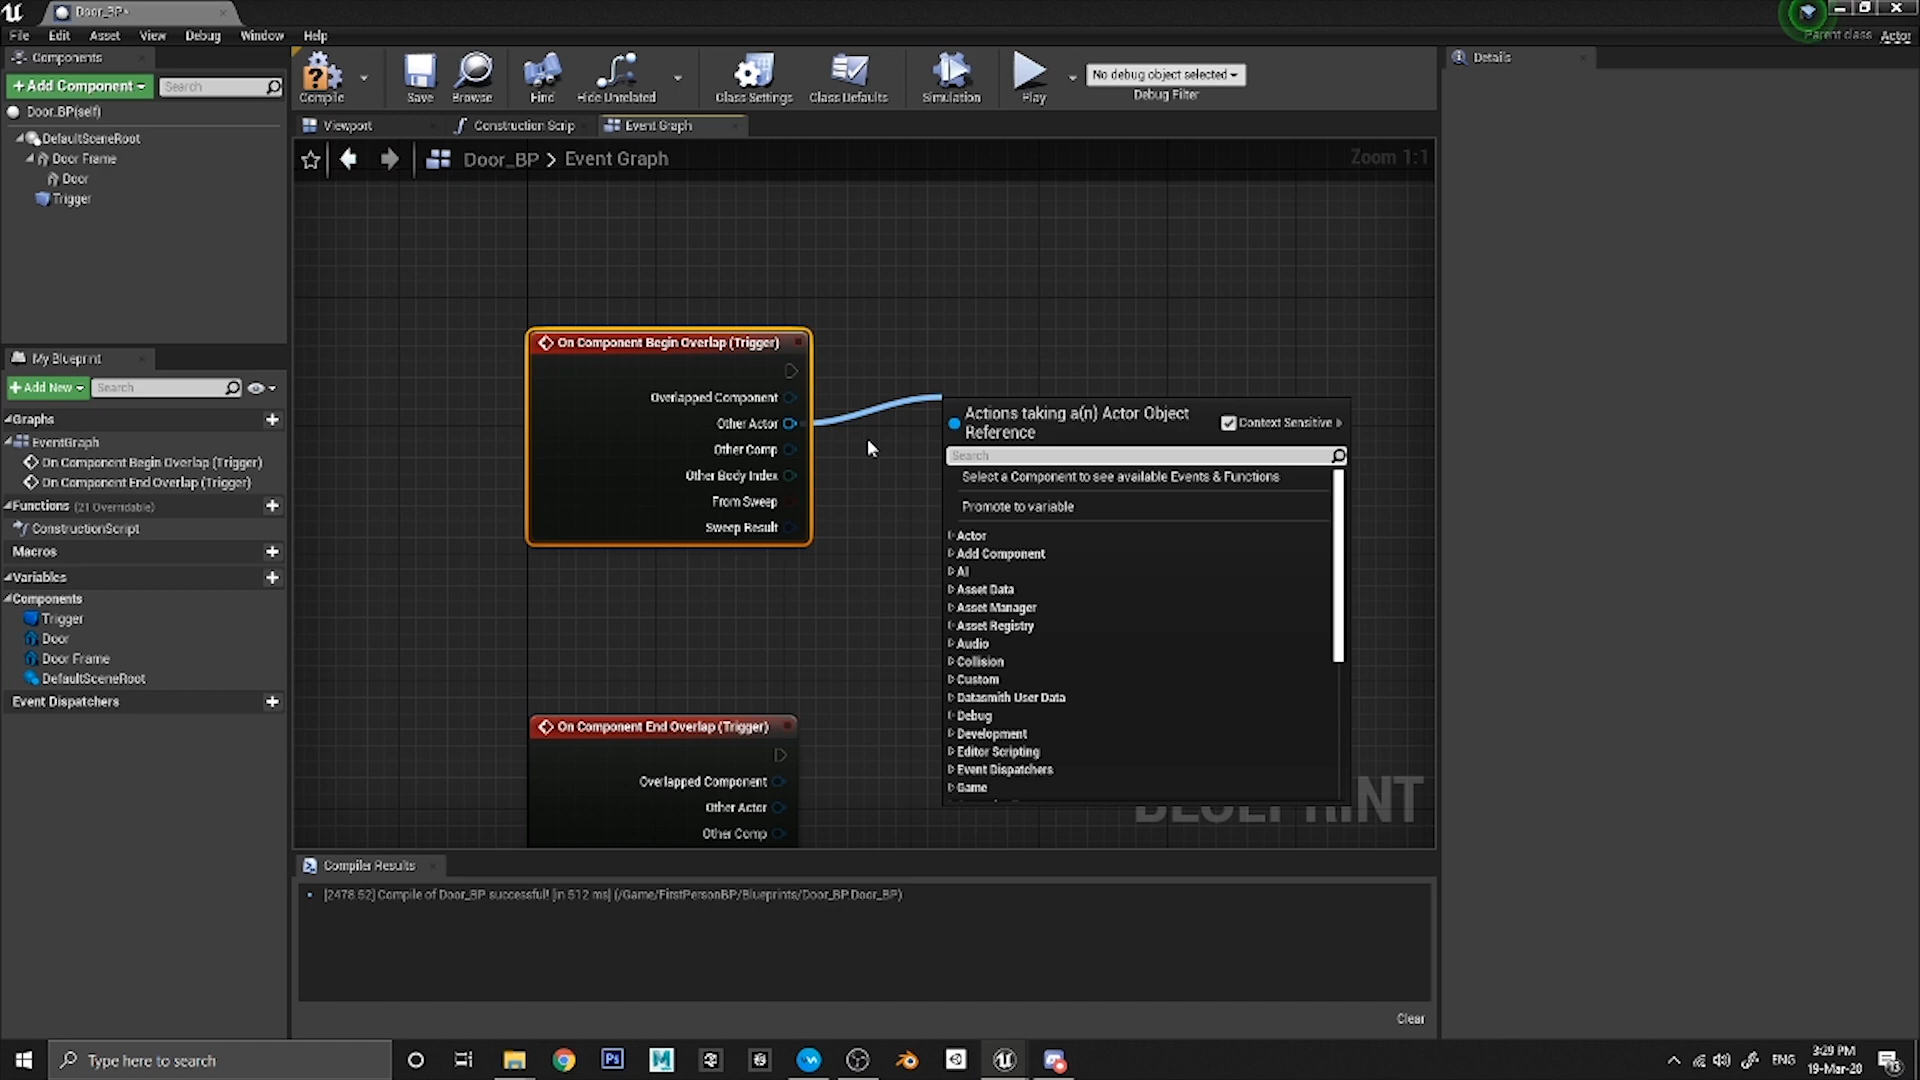 Door_BP*
File Edit Asset View Debug Window Help
Parent class Actor
Components
+Add Component Search
Door_BP(self)
DefaultSceneRoot
Door Frame
Door
Trigger
Compile Save Browse Find Hide Unrelated Class Settings Class Defaults Simulation Play
No debug object selected
Debug Filter
Details
Viewport Construction Scrip Event Graph
Door_BP > Event Graph
Zoom 1:1
My Blueprint
+Add New Search
Graphs
EventGraph
On Component Begin Overlap (Trigger)
On Component End Overlap (Trigger)
Functions (21 Overridable)
ConstructionScript
Macros
Variables
Components
Trigger
Door
Door Frame
DefaultSceneRoot
Event Dispatchers
On Component Begin Overlap (Trigger)
Overlapped Component
Other Actor
Other Comp
Other Body Index
From Sweep
Sweep Result
On Component End Overlap (Trigger)
Overlapped Component
Other Actor
Other Comp
Actions taking a(n) Actor Object
Reference
Context Sensitive
Search
Select a Component to see available Events & Functions
Promote to variable
Actor
Add Component
AI
Asset Data
Asset Manager
Asset Registry
Audio
Collision
Custom
Datasmith User Data
Debug
Development
Editor Scripting
Event Dispatchers
Game
BLUEPRINT
Compiler Results
[2478.52] Compile of Door_BP successful! [in 512 ms] (/Game/FirstPersonBP/Blueprints/Door_BP.Door_BP)
Clear
Type here to search
ENG
3:29 PM
19-Mar-20